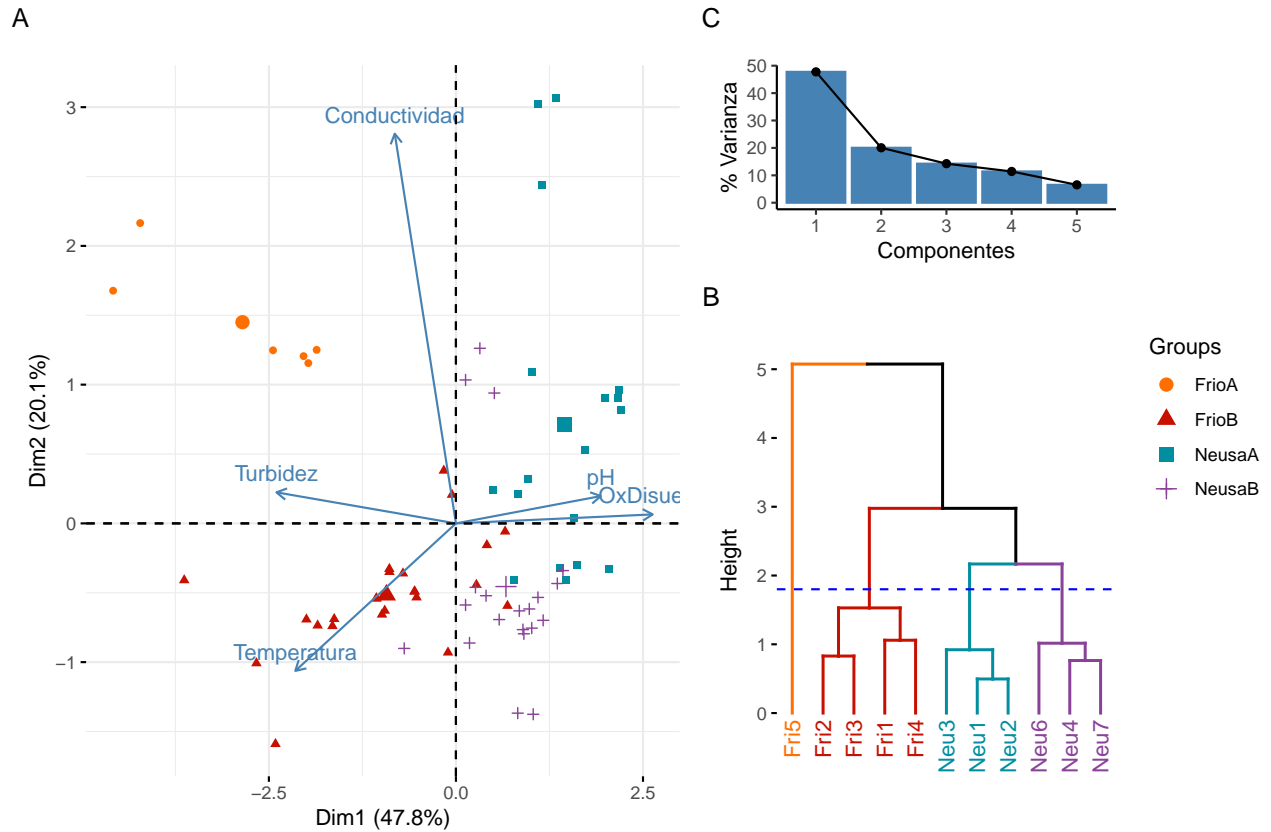 A
Conductividad
Turbidez
pH
OxDisue
Temperatura
3
2
1
0
−1
−2.5
0.0
2.5
Dim1 (47.8%)
Dim2 (20.1%)
C
50
40
30
20
10
0
% Varianza
1
2
3
4
5
Componentes
B
5
4
3
2
1
0
Height
Fri5
Fri2
Fri3
Fri1
Fri4
Neu3
Neu1
Neu2
Neu6
Neu4
Neu7
Groups
FrioA
FrioB
NeusaA
NeusaB